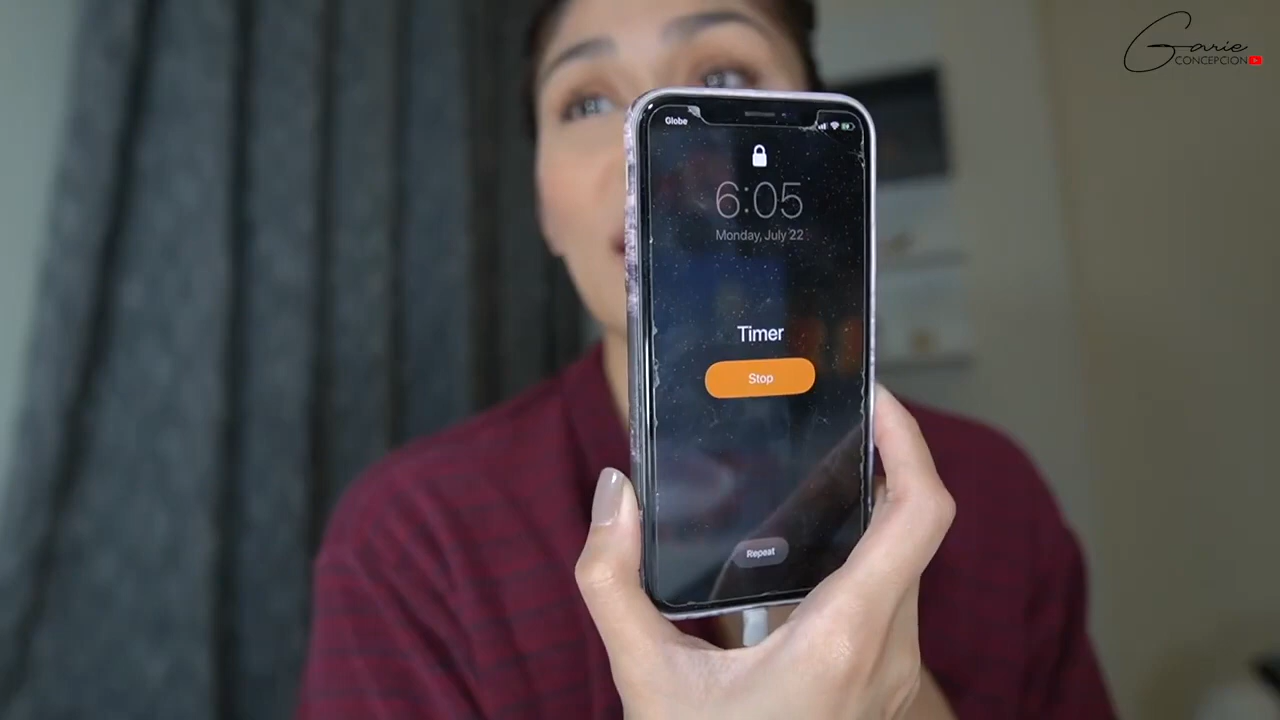 Garie
CONCEPCION
Globe
6:05
Monday, July 22
Timer
Stop
Repeat